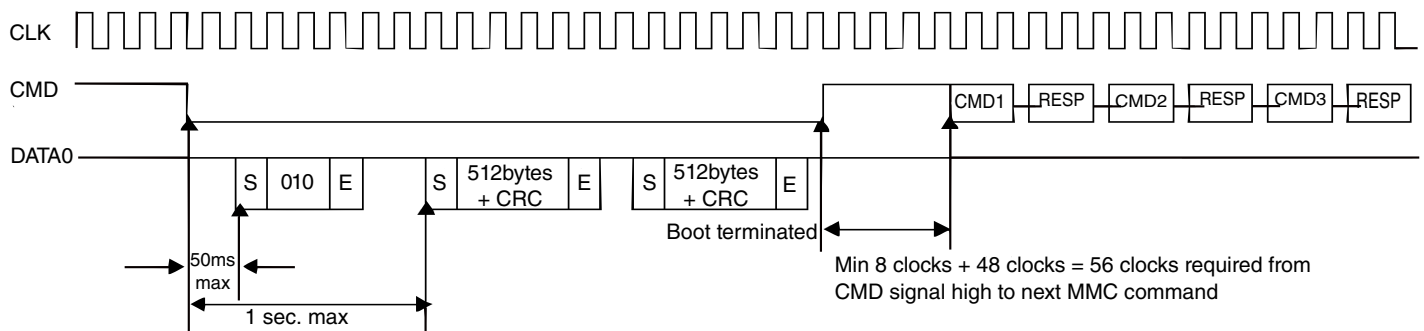 CLK
CMD
CMD1 RESP CMD2 RESP CMD3 RESP
DATA0
S 010 E S 512bytes + CRC E S 512bytes + CRC E
Boot terminated
50ms max
Min 8 clocks + 48 clocks = 56 clocks required from
CMD signal high to next MMC command
1 sec. max